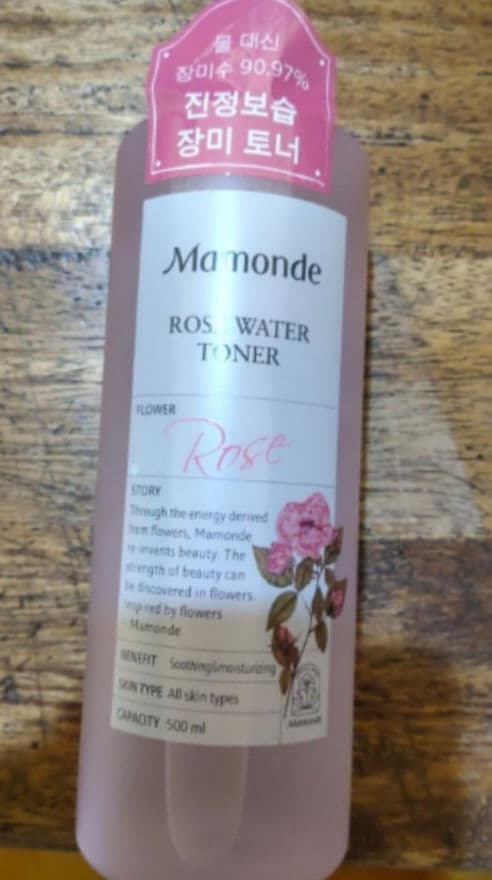 물 대신
장미수 90.97%
진정보습
장미 토너
Mamonde
ROSE WATER
TONER
FLOWER
Rose
STORY
Through the energy derived
from flowers, Mamonde
re-invents beauty. The
strength of beauty can
be discovered in flowers.
Inspired by flowers
Mamonde
BENEFIT Soothing&moisturizing
SKIN TYPE All skin types
CAPACITY 500 ml
Mamonde